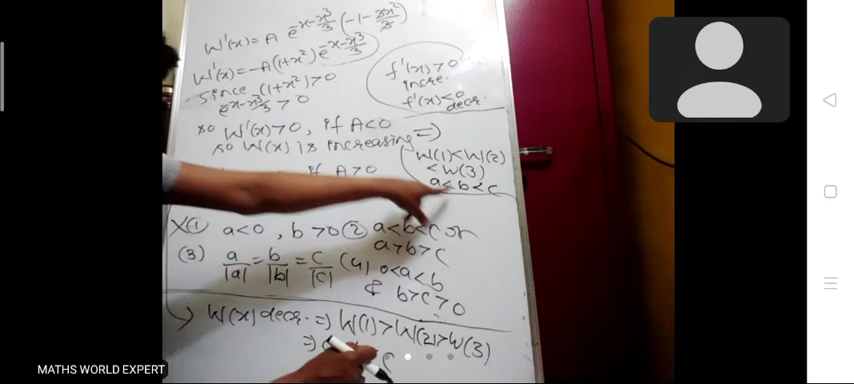 W'(x) = A e^{-x-x³/3} (-1 - 3x²/3)
W'(x) = -A(1+x²) e^{-x-x³/3}
since (1+x²)>0
e^{-x-x³/3} > 0
f'(x)>0
incre.
f'(x)<0
decr.
so W'(x)>0, if A<0
so W(x) is increasing =>
W(1)<W(2)
<W(3)
a<b<c
if A>0
X(1) a<0, b>0 (2) a<b<c or
a>b>c
(3) a/|a| = b/|b| = c/|c| (4) 0<a<b
& b>c>0
W(x) decr. => W(1)>W(2)>W(3)
=>
MATHS WORLD EXPERT